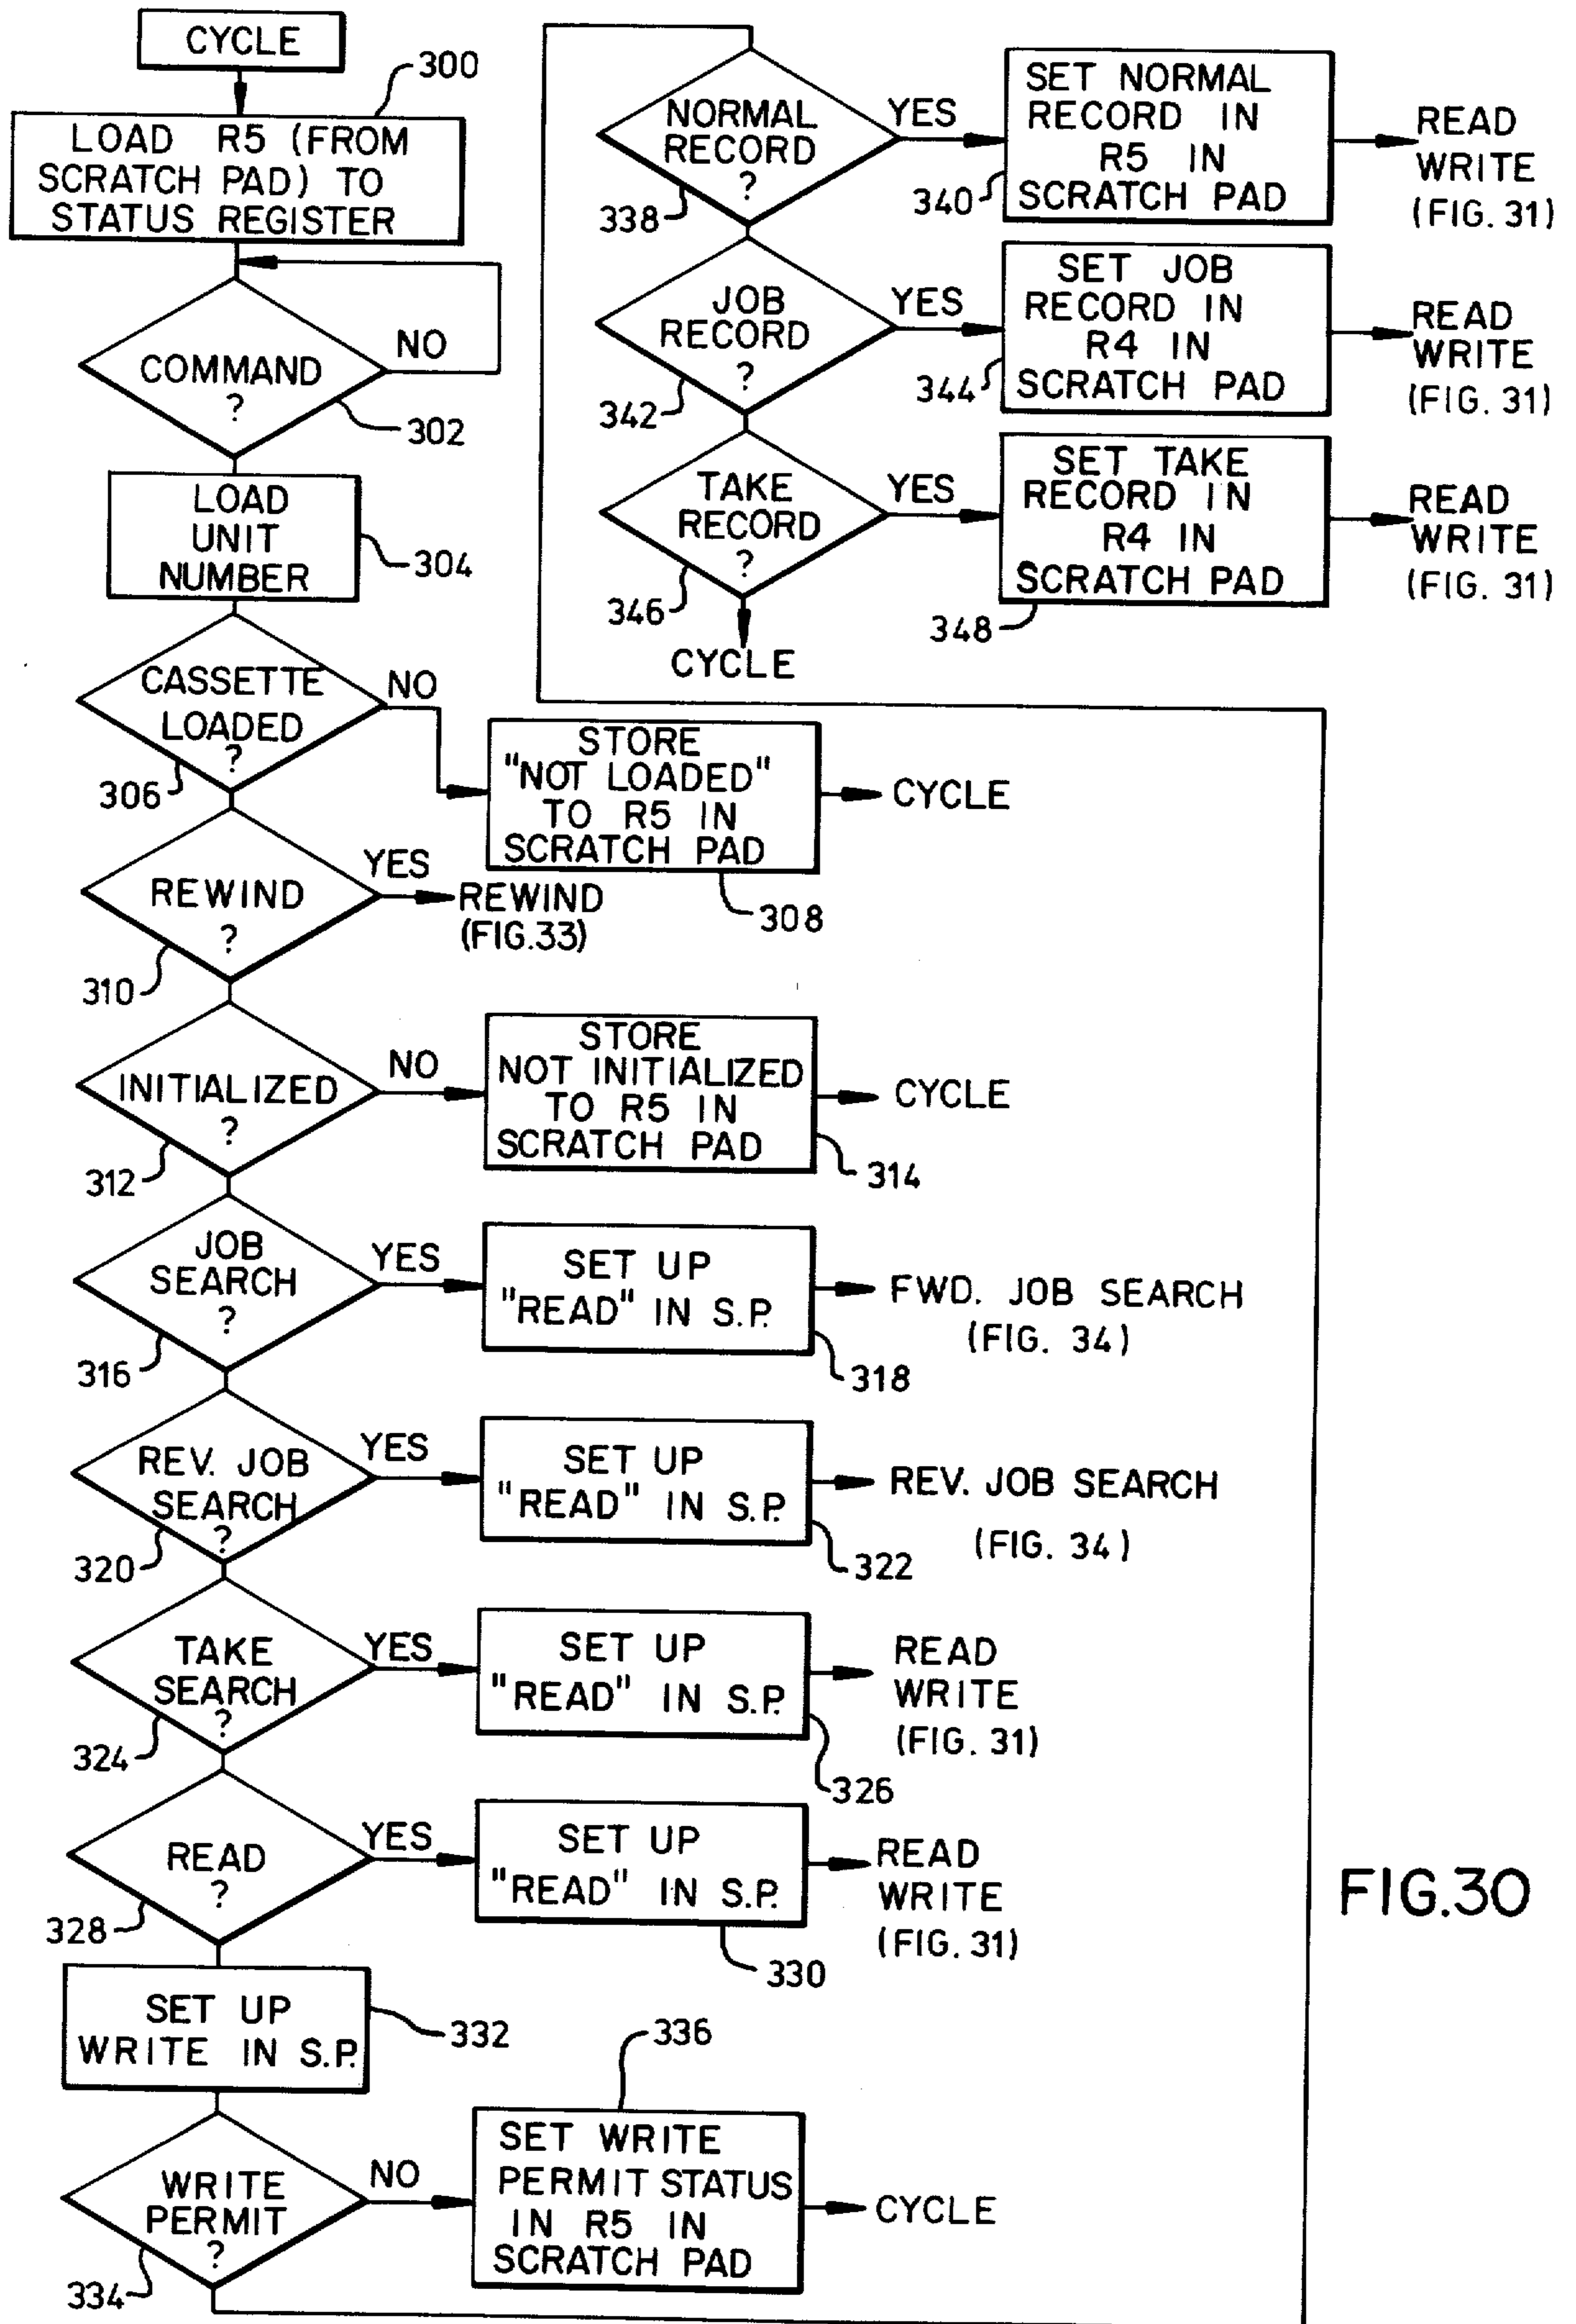 CYCLE
300
LOAD R5 (FROM
SCRATCH PAD) TO
STATUS REGISTER
COMMAND
?
NO
302
LOAD
UNIT
NUMBER
304
CASSETTE
LOADED
?
NO
306
STORE
"NOT LOADED"
TO R5 IN
SCRATCH PAD
308
CYCLE
REWIND
?
YES
310
REWIND
(FIG.33)
INITIALIZED
?
NO
312
STORE
NOT INITIALIZED
TO R5 IN
SCRATCH PAD
314
CYCLE
JOB
SEARCH
?
YES
316
SET UP
"READ" IN S.P.
318
FWD. JOB SEARCH
(FIG. 34)
REV. JOB
SEARCH
?
YES
320
SET UP
"READ" IN S.P.
322
REV. JOB SEARCH
(FIG. 34)
TAKE
SEARCH
?
YES
324
SET UP
"READ" IN S.P.
326
READ
WRITE
(FIG. 31)
READ
?
YES
328
SET UP
"READ" IN S.P.
330
READ
WRITE
(FIG. 31)
SET UP
WRITE IN S.P.
332
WRITE
PERMIT
?
NO
334
336
SET WRITE
PERMIT STATUS
IN R5 IN
SCRATCH PAD
CYCLE
NORMAL
RECORD
?
YES
338
SET NORMAL
RECORD IN
R5 IN
SCRATCH PAD
340
READ
WRITE
(FIG. 31)
JOB
RECORD
?
YES
342
SET JOB
RECORD IN
R4 IN
SCRATCH PAD
344
READ
WRITE
(FIG. 31)
TAKE
RECORD
?
YES
346
SET TAKE
RECORD IN
R4 IN
SCRATCH PAD
348
READ
WRITE
(FIG. 31)
CYCLE
FIG.30